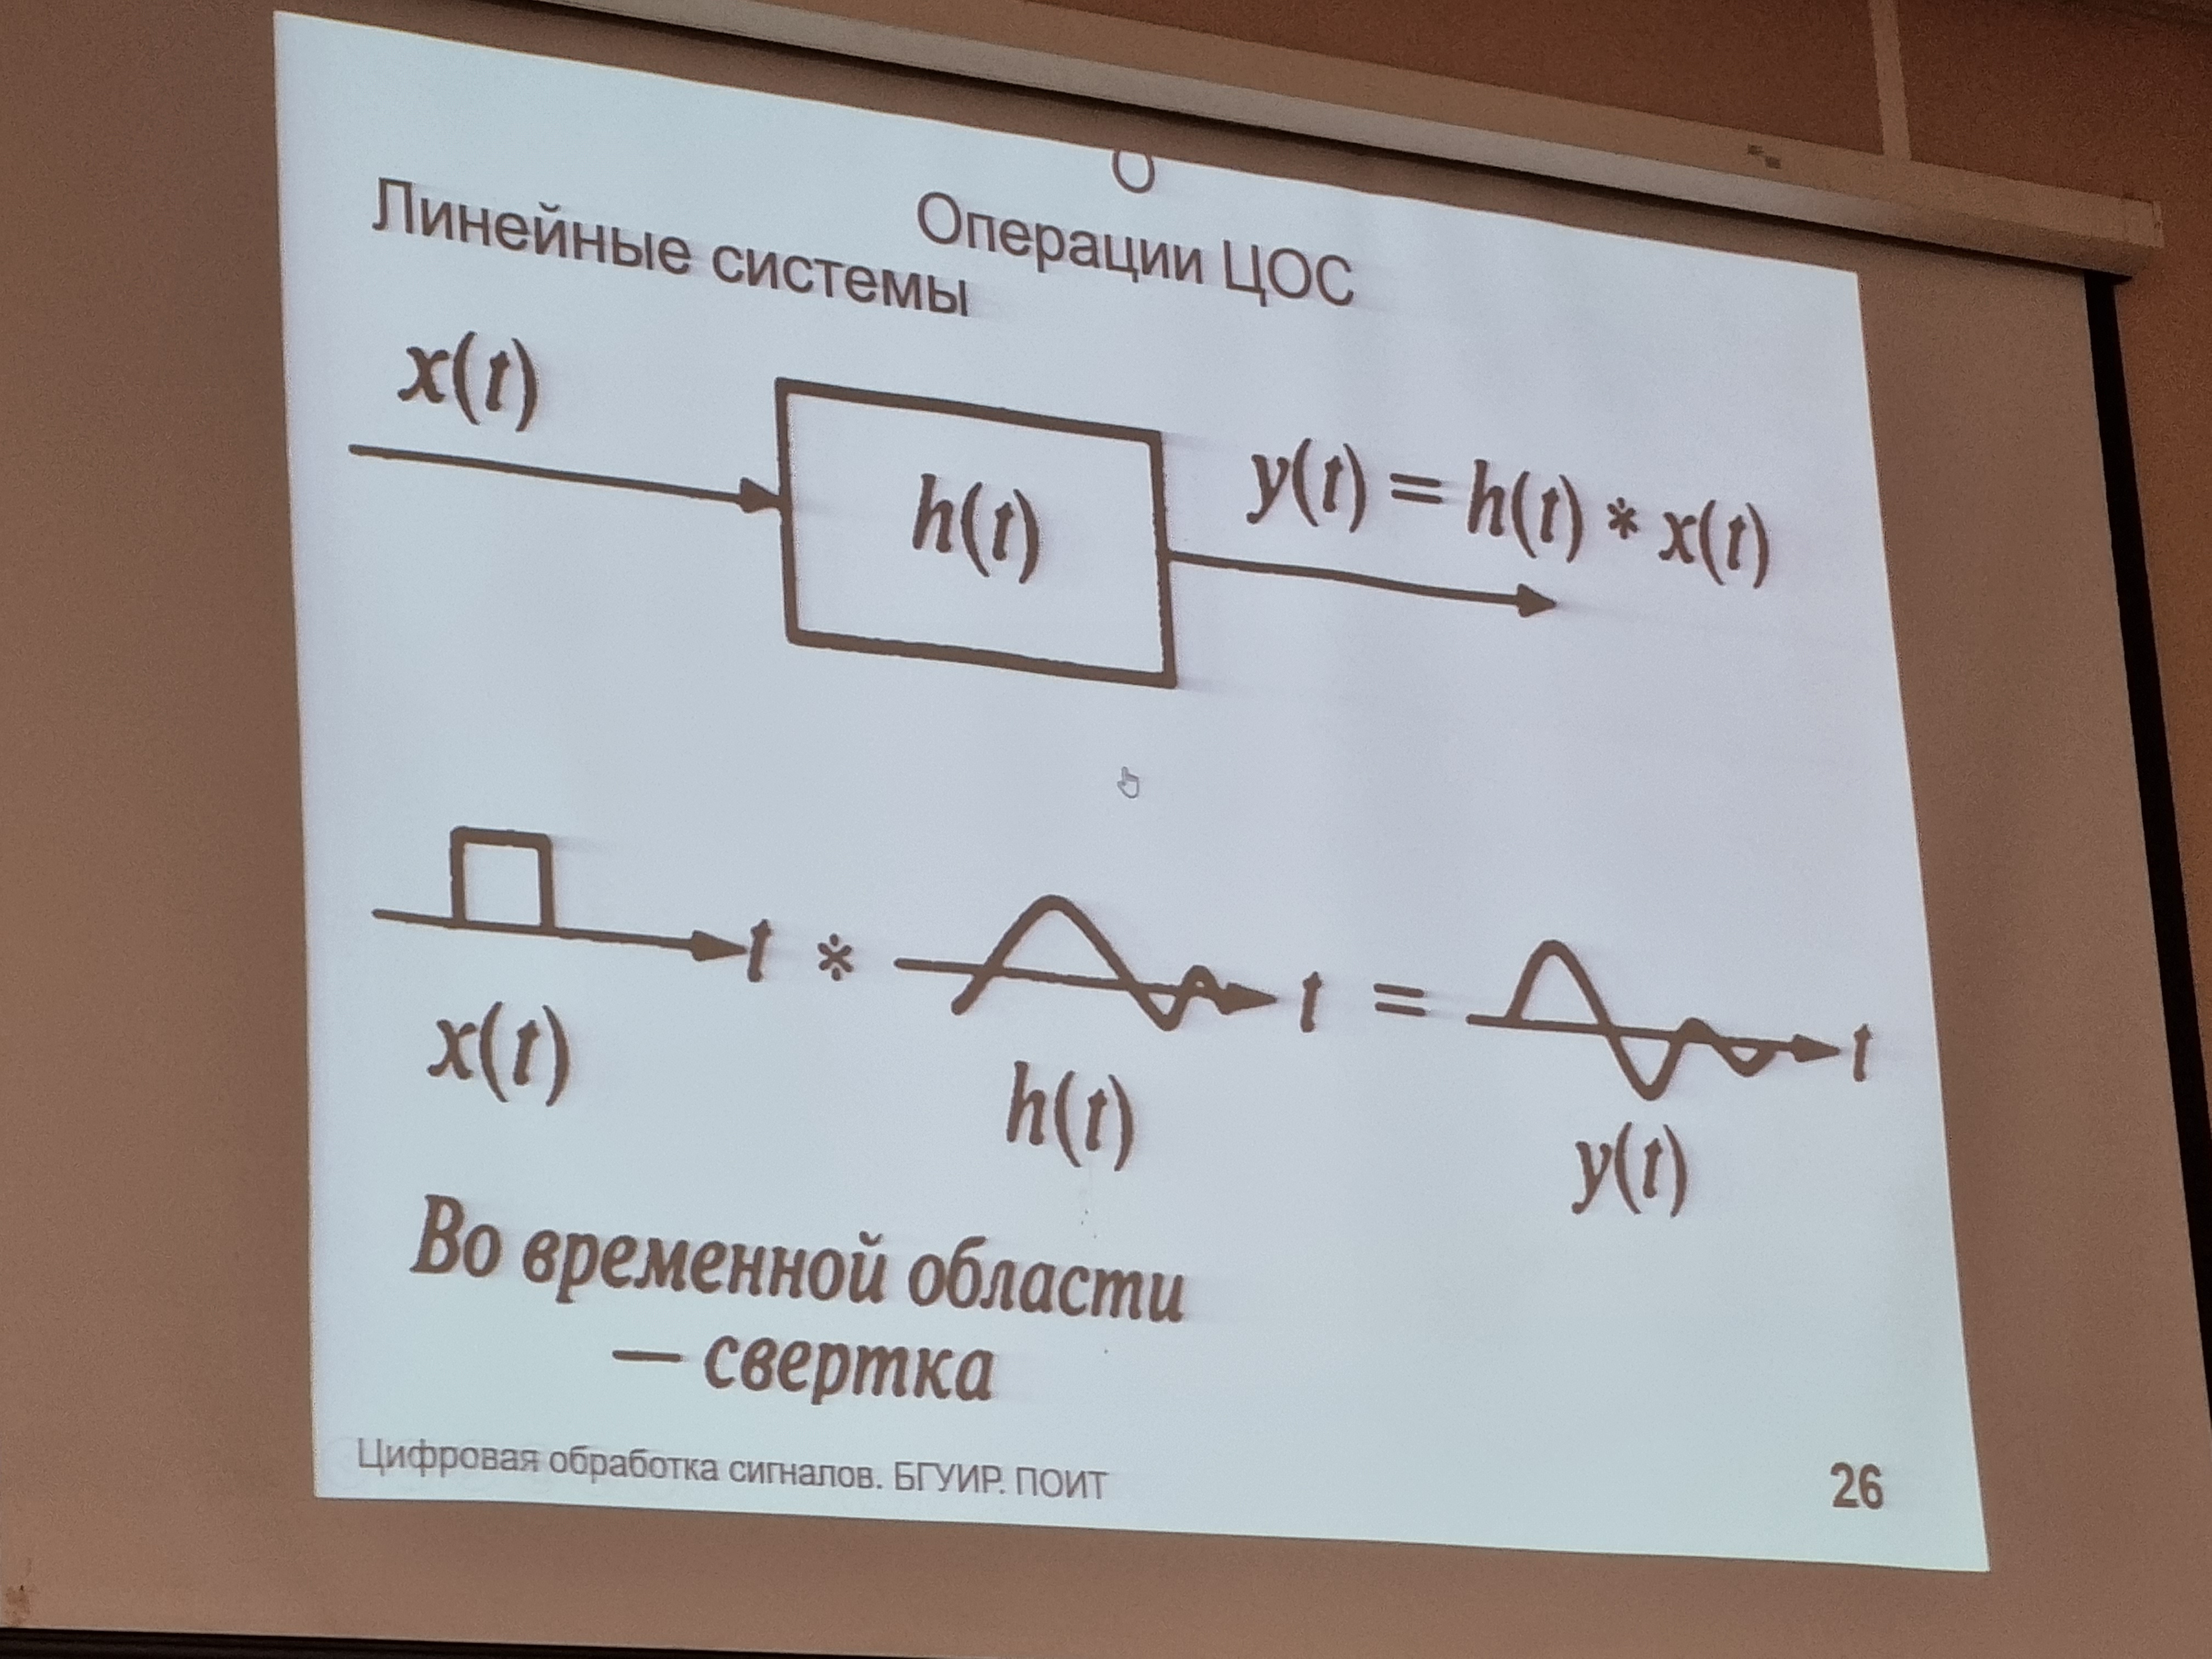 Операции ЦОС
Линейные системы
x(t)
h(t)
y(t) = h(t) * x(t)
t * t = t
x(t)
h(t)
y(t)
Во временной области
— свертка
Цифровая обработка сигналов. БГУИР. ПОИТ
26